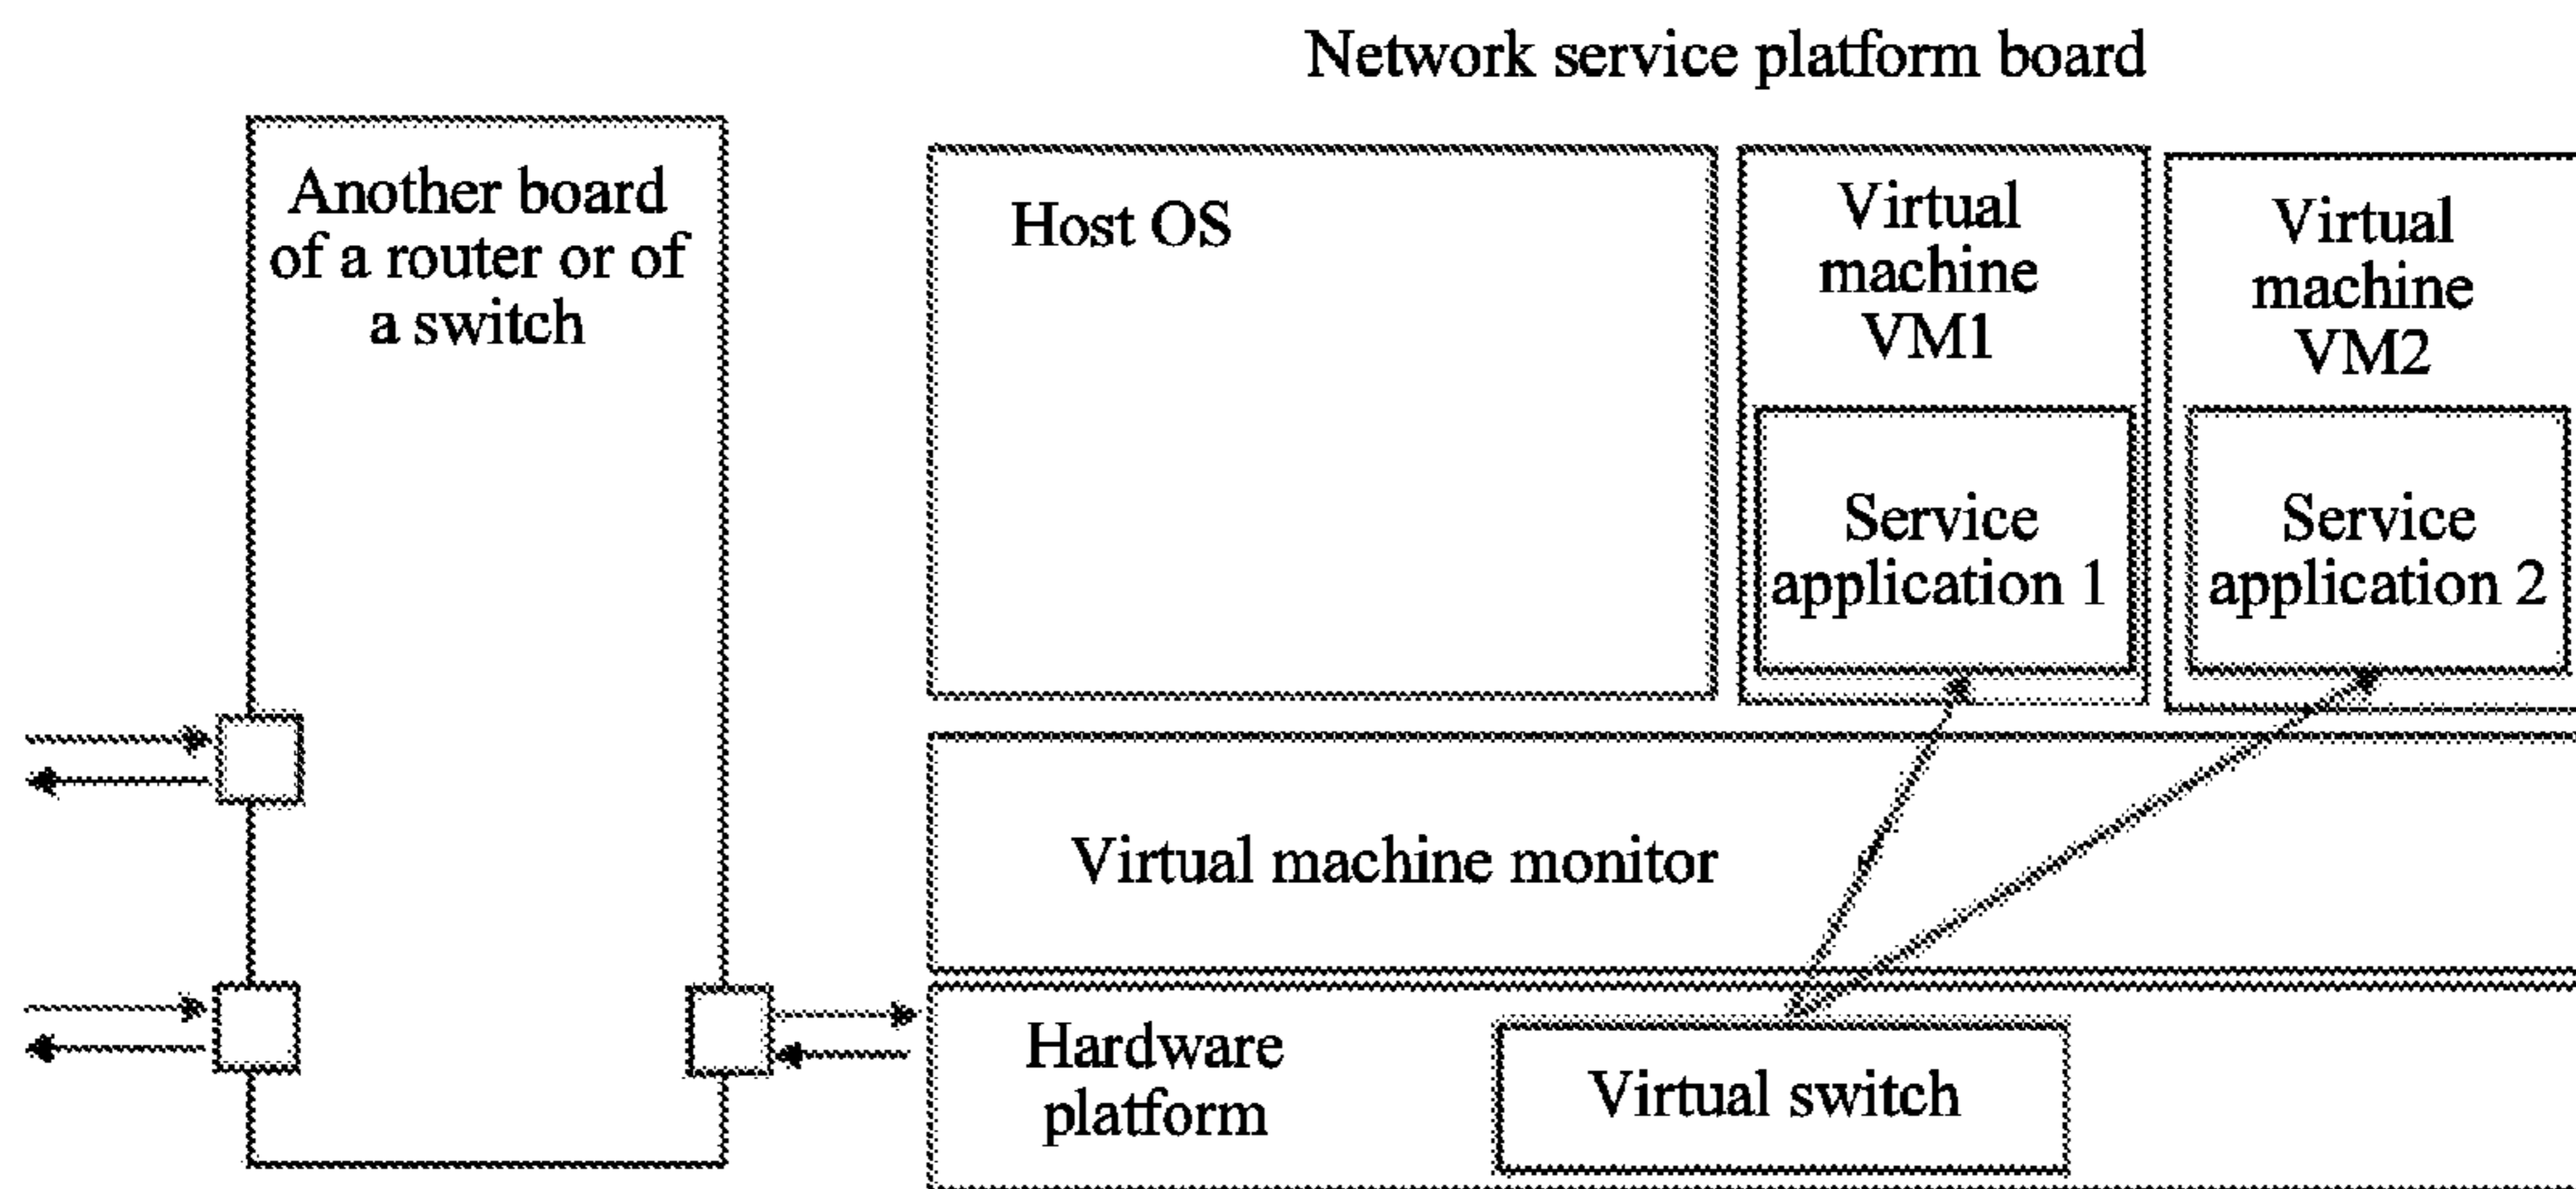 Network service platform board
Another board
of a router or of
a switch
Host OS
Virtual
machine
VM1
Service
application 1
Virtual
machine
VM2
Service
application 2
Virtual machine monitor
Hardware
platform
Virtual switch